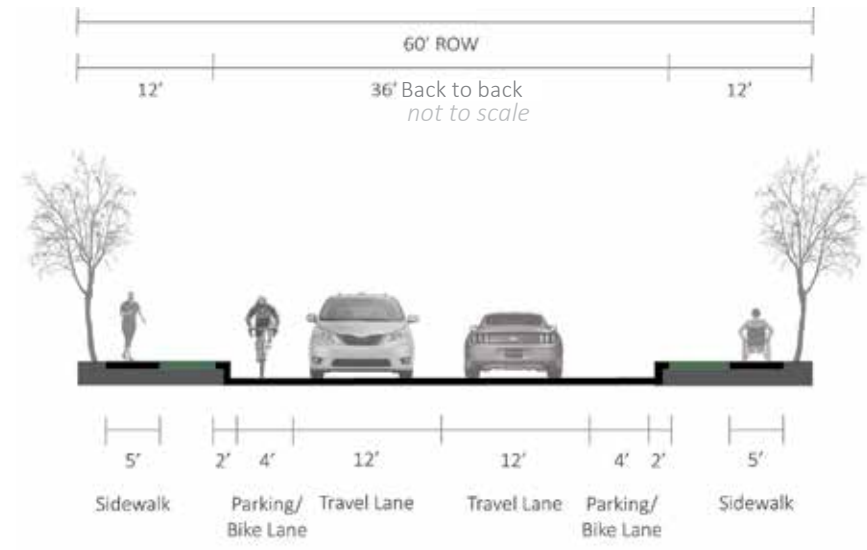 60' ROW
12' 36' Back to back 12'
not to scale
5' 2' 4' 12' 12' 4' 2' 5'
Sidewalk Parking/ Travel Lane Travel Lane Parking/ Sidewalk
Bike Lane Bike Lane